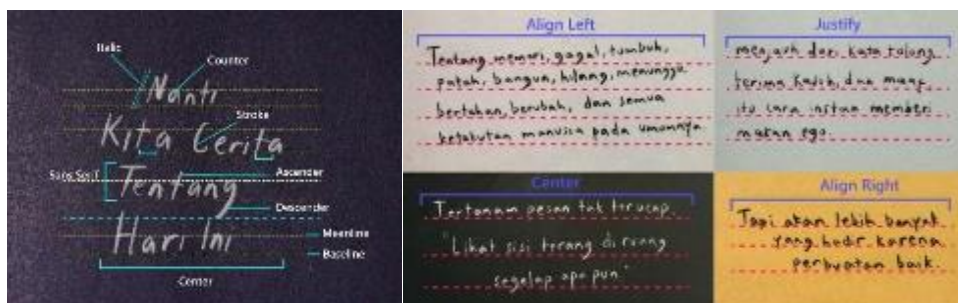 Italic
Counter
Nanti
Stroke
Kita Cerita
Sans Serif
Ascender
Tentang
Descender
Hari Ini
Meanline
Baseline
Center
Align Left
Tentang memori, gagal, tumbuh,
patah, bangun, hilang, menunggu
bertahan, berubah, dan semua
ketakutan manusia pada umumnya
Justify
menjauh dari kata tolong
terima kasih, dan maaf,
itu cara instan memberi
makan ego.
Center
Tertanam pesan tak terucap.
"Lihat sisi terang di ruang
segelap apa pun."
Align Right
Tapi akan lebih banyak
yang hadir karena
perbuatan baik.